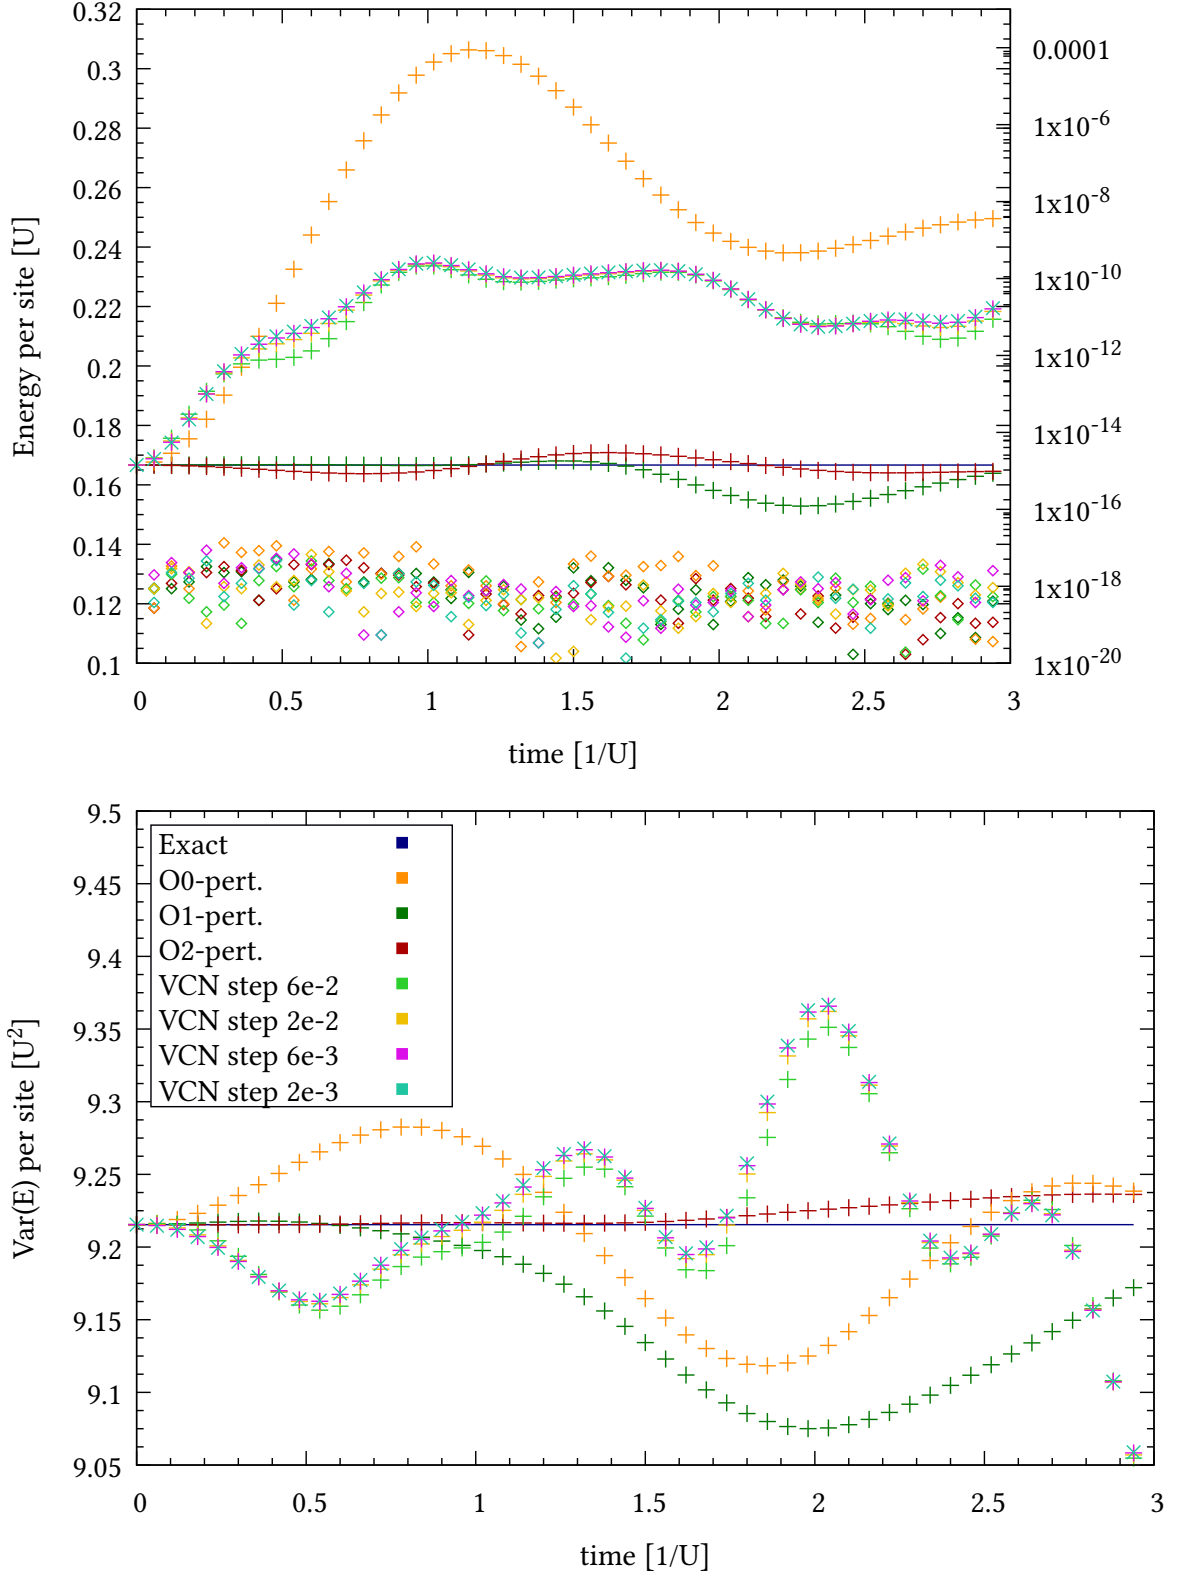 0.32
0.3
0.28
0.26
0.24
0.22
0.2
0.18
0.16
0.14
0.12
0.1
Energy per site [U]
0.0001
1x10⁻⁶
1x10⁻⁸
1x10⁻¹⁰
1x10⁻¹²
1x10⁻¹⁴
1x10⁻¹⁶
1x10⁻¹⁸
1x10⁻²⁰
0 0.5 1 1.5 2 2.5 3
time [1/U]
9.5
9.45
9.4
9.35
9.3
9.25
9.2
9.15
9.1
9.05
Var(E) per site [U²]
Exact
O0-pert.
O1-pert.
O2-pert.
VCN step 6e-2
VCN step 2e-2
VCN step 6e-3
VCN step 2e-3
0 0.5 1 1.5 2 2.5 3
time [1/U]